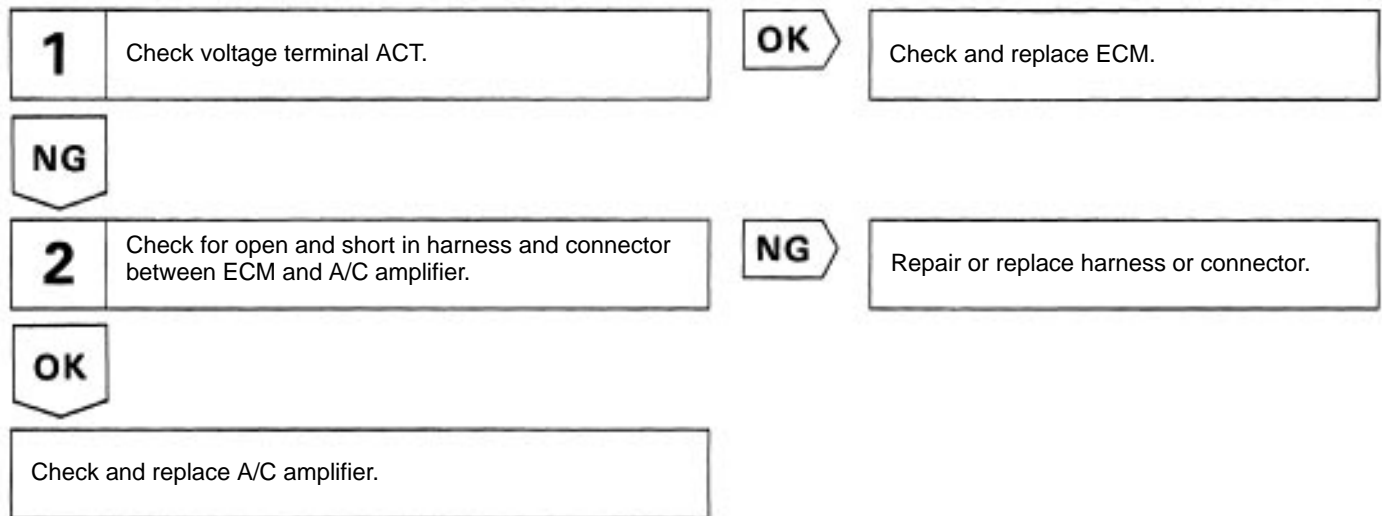 1
Check voltage terminal ACT.
OK
Check and replace ECM.
NG
2
Check for open and short in harness and connector
between ECM and A/C amplifier.
NG
Repair or replace harness or connector.
OK
Check and replace A/C amplifier.